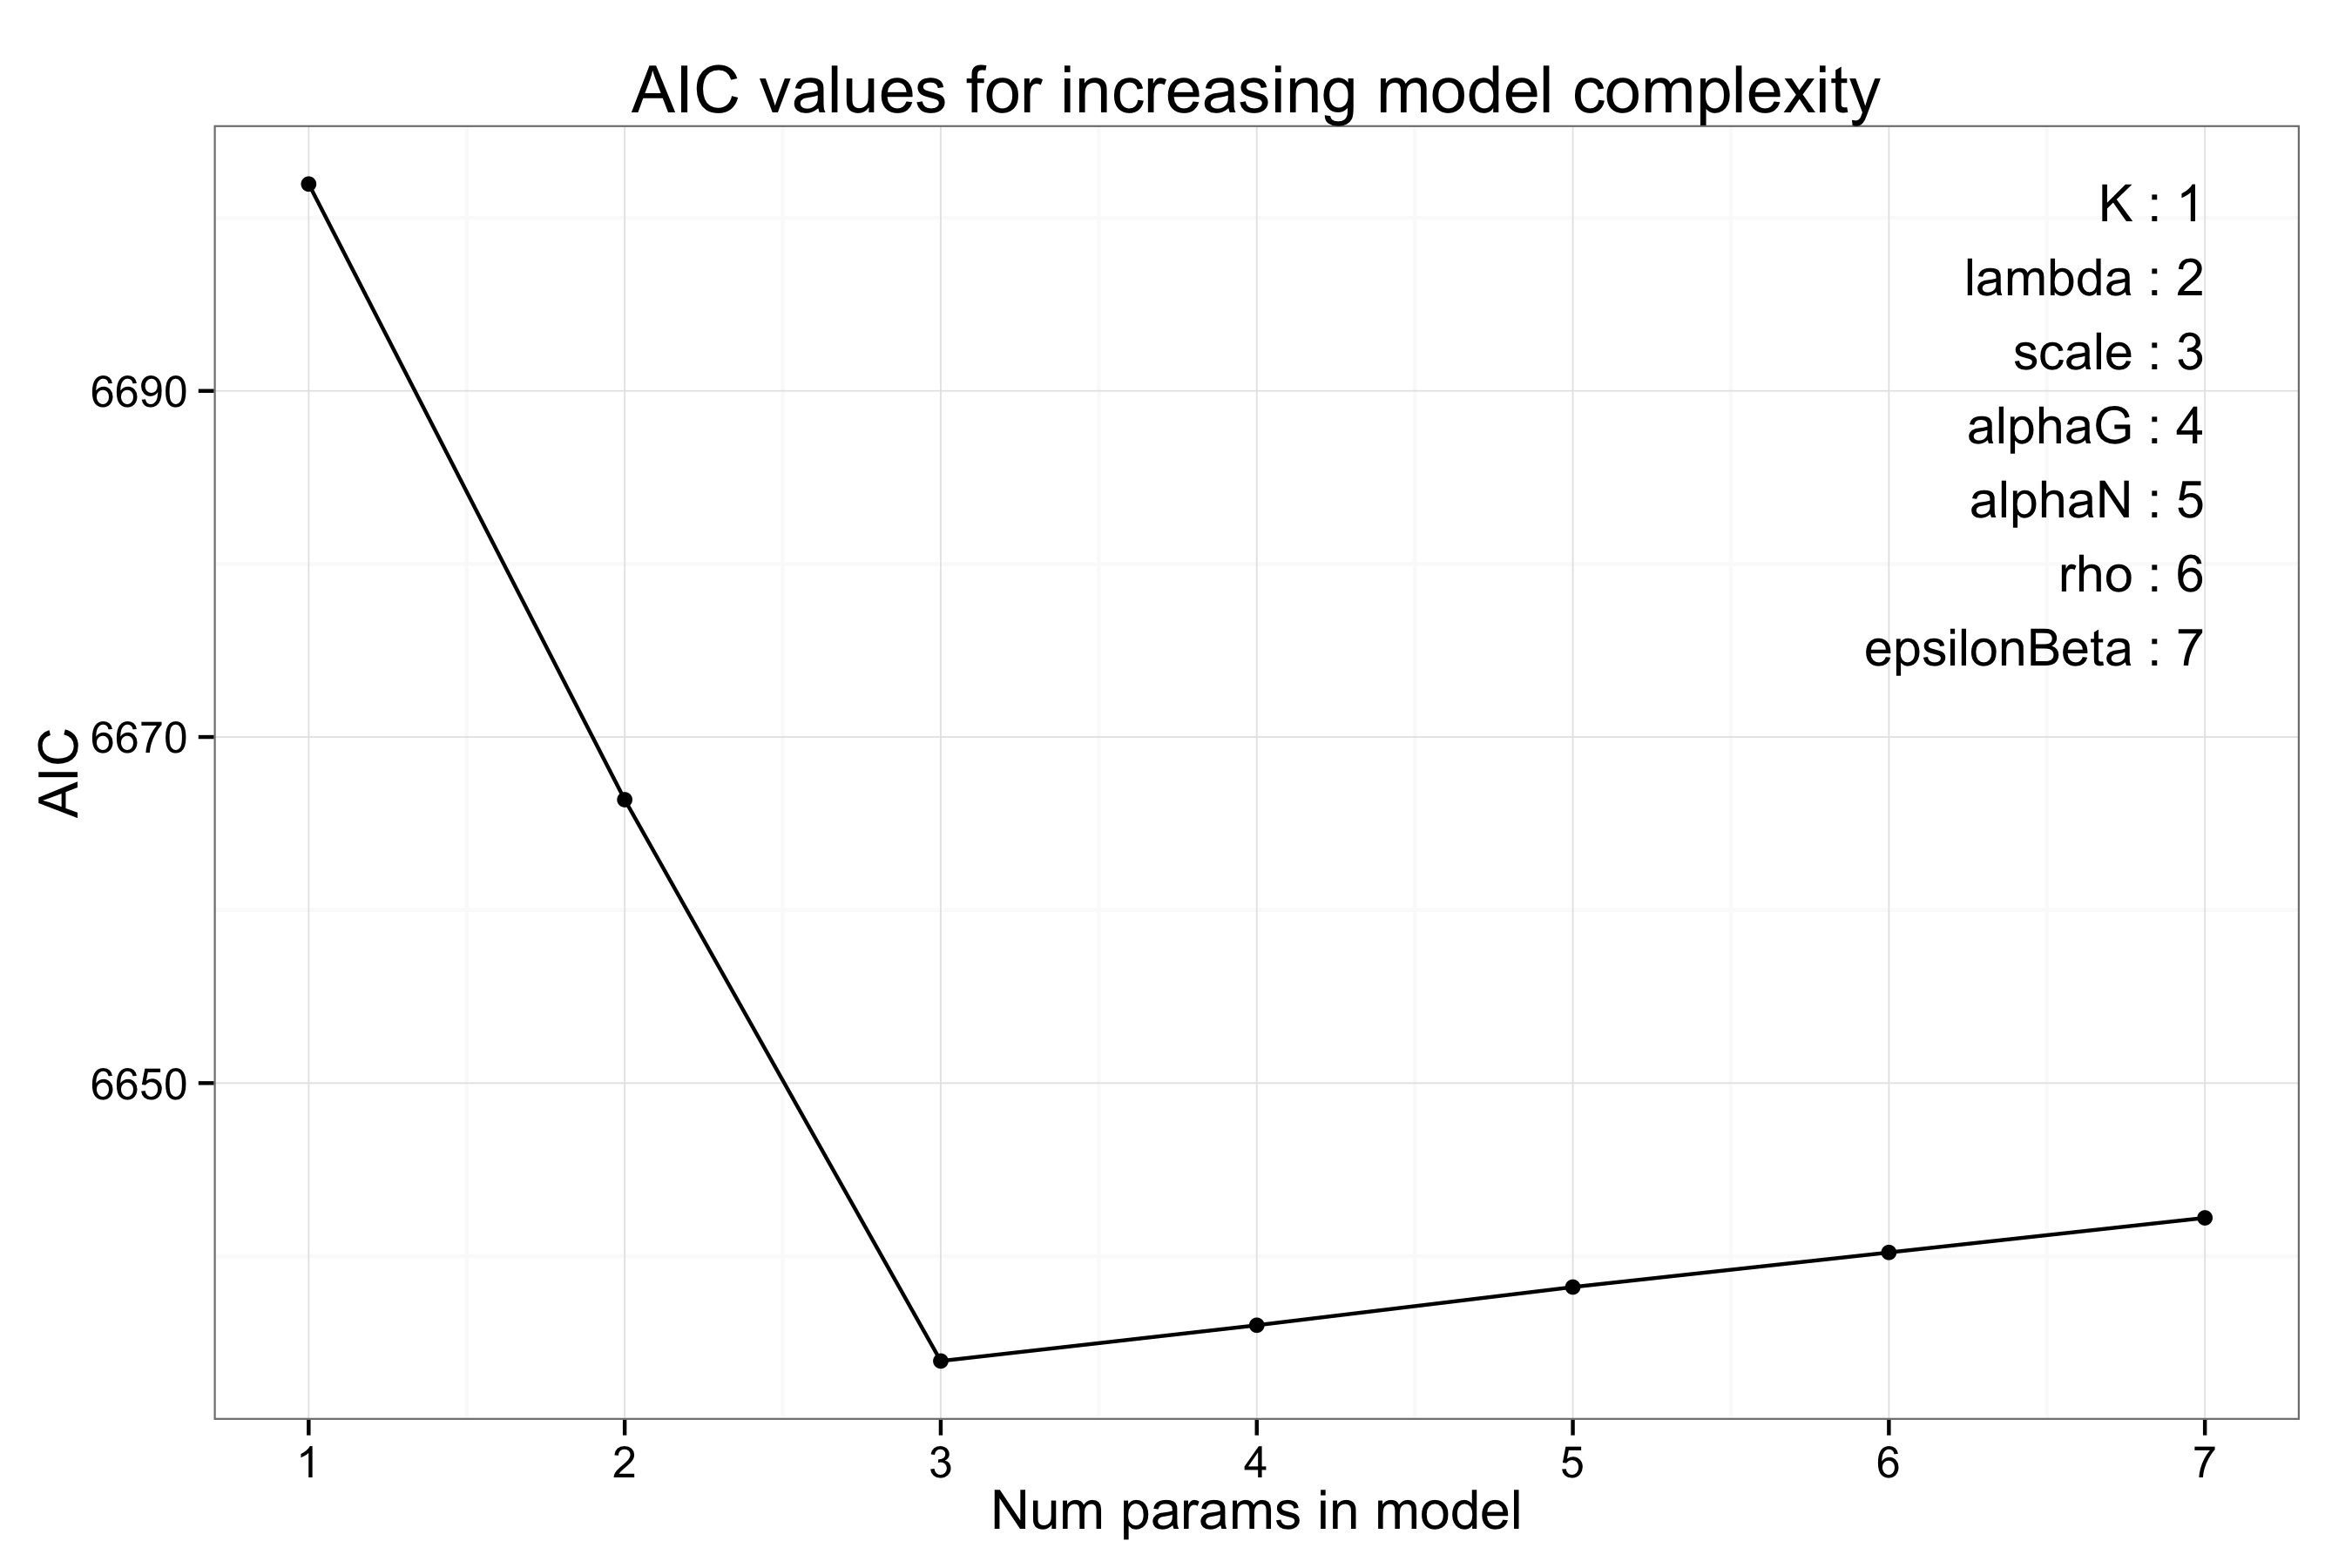 AIC values for increasing model complexity
K : 1
lambda : 2
scale : 3
alphaG : 4
alphaN : 5
rho : 6
epsilonBeta : 7
AIC
6690
6670
6650
1 2 3 4 5 6 7
Num params in model